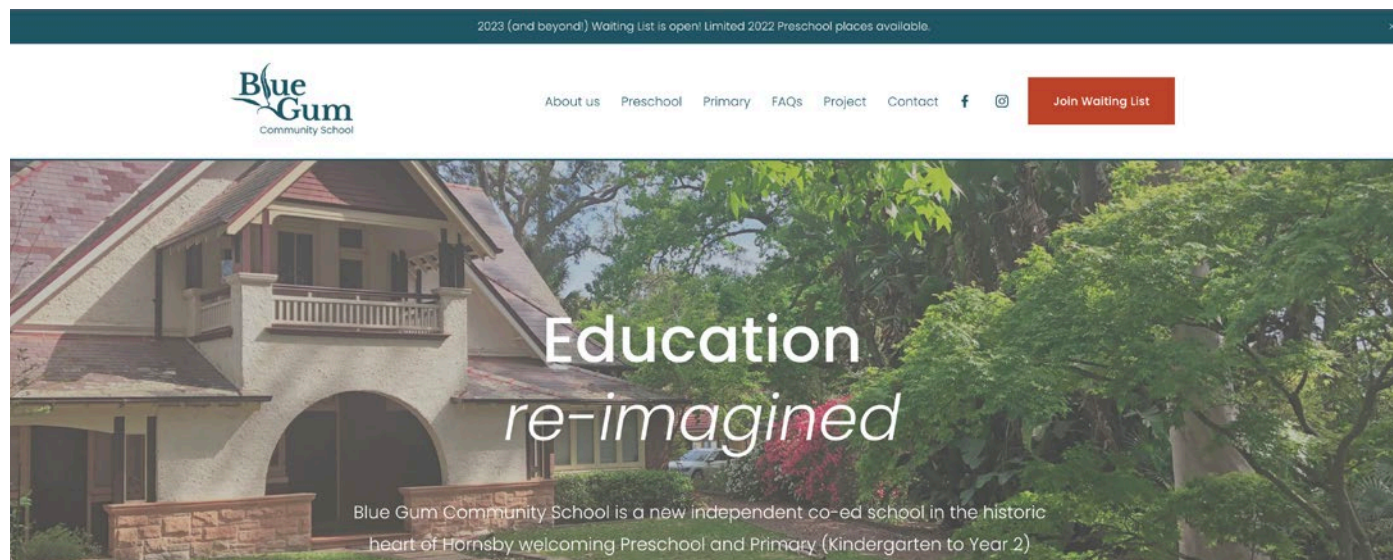 2023 (and beyond!) Waiting List is open! Limited 2022 Preschool places available.
Blue
Gum
Community School
About us Preschool Primary FAQs Project Contact Join Waiting List
Education
re-imagined
Blue Gum Community School is a new independent co-ed school in the historic
heart of Hornsby welcoming Preschool and Primary (Kindergarten to Year 2)